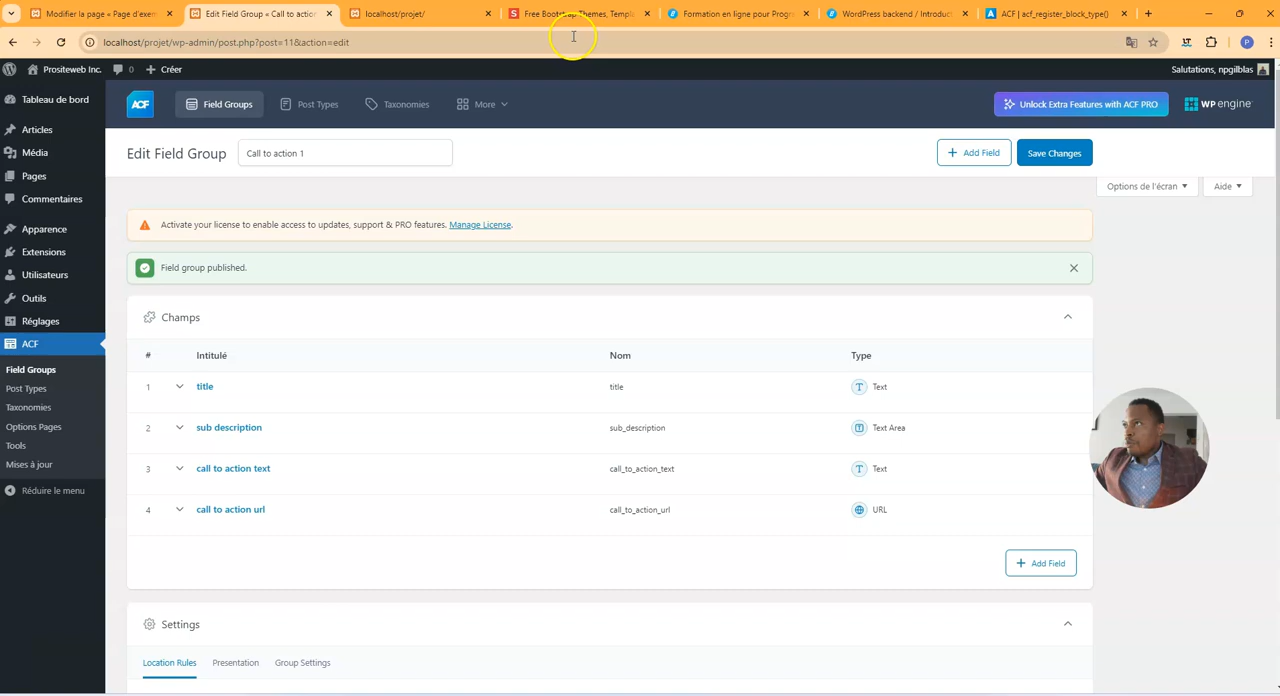 Modifier la page « Page d'exem
Edit Field Group « Call to action
localhost/projet/
Free Bootstrap Themes, Templ
Formation en ligne pour Progr
WordPress backend / Introduct
ACF | acf_register_block_type()
localhost/projet/wp-admin/post.php?post=11&action=edit
Prositeweb Inc.
0
Créer
Salutations, npgilblas
Tableau de bord
Articles
Média
Pages
Commentaires
Apparence
Extensions
Utilisateurs
Outils
Réglages
ACF
Field Groups
Post Types
Taxonomies
Options Pages
Tools
Mises à jour
Réduire le menu
ACF
Field Groups
Post Types
Taxonomies
More
Unlock Extra Features with ACF PRO
WP engine
Edit Field Group
Call to action 1
+ Add Field
Save Changes
Options de l'écran
Aide
Activate your license to enable access to updates, support & PRO features. Manage License.
Field group published.
Champs
# Intitulé Nom Type
1 title title Text
2 sub description sub_description Text Area
3 call to action text call_to_action_text Text
4 call to action url call_to_action_url URL
+ Add Field
Settings
Location Rules
Presentation
Group Settings